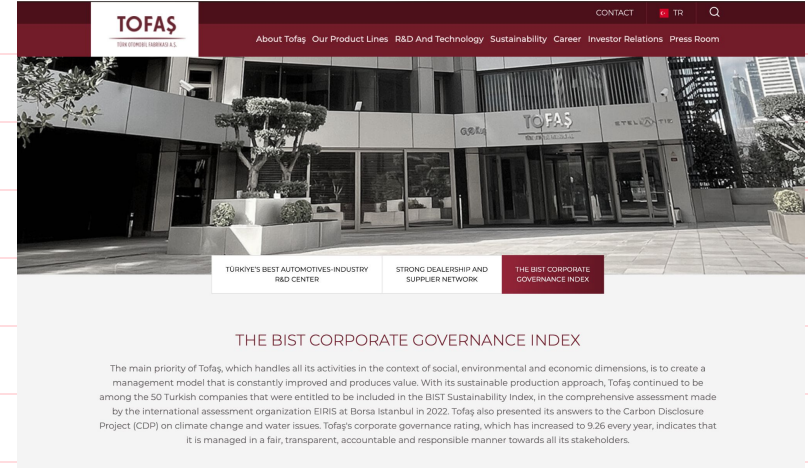 CONTACT
TR
TOFAŞ
TÜRK OTOMOBİL FABRİKASI A.Ş.
About Tofaş Our Product Lines R&D And Technology Sustainability Career Investor Relations Press Room
TOFAŞ
STELLANTIS
TÜRKİYE'S BEST AUTOMOTIVES-INDUSTRY
R&D CENTER
STRONG DEALERSHIP AND
SUPPLIER NETWORK
THE BIST CORPORATE
GOVERNANCE INDEX
THE BIST CORPORATE GOVERNANCE INDEX
The main priority of Tofaş, which handles all its activities in the context of social, environmental and economic dimensions, is to create a
management model that is constantly improved and produces value. With its sustainable production approach, Tofaş continued to be
among the 50 Turkish companies that were entitled to be included in the BIST Sustainability Index, in the comprehensive assessment made
by the international assessment organization EIRIS at Borsa Istanbul in 2022. Tofaş also presented its answers to the Carbon Disclosure
Project (CDP) on climate change and water issues. Tofaş's corporate governance rating, which has increased to 9.26 every year, indicates that
it is managed in a fair, transparent, accountable and responsible manner towards all its stakeholders.